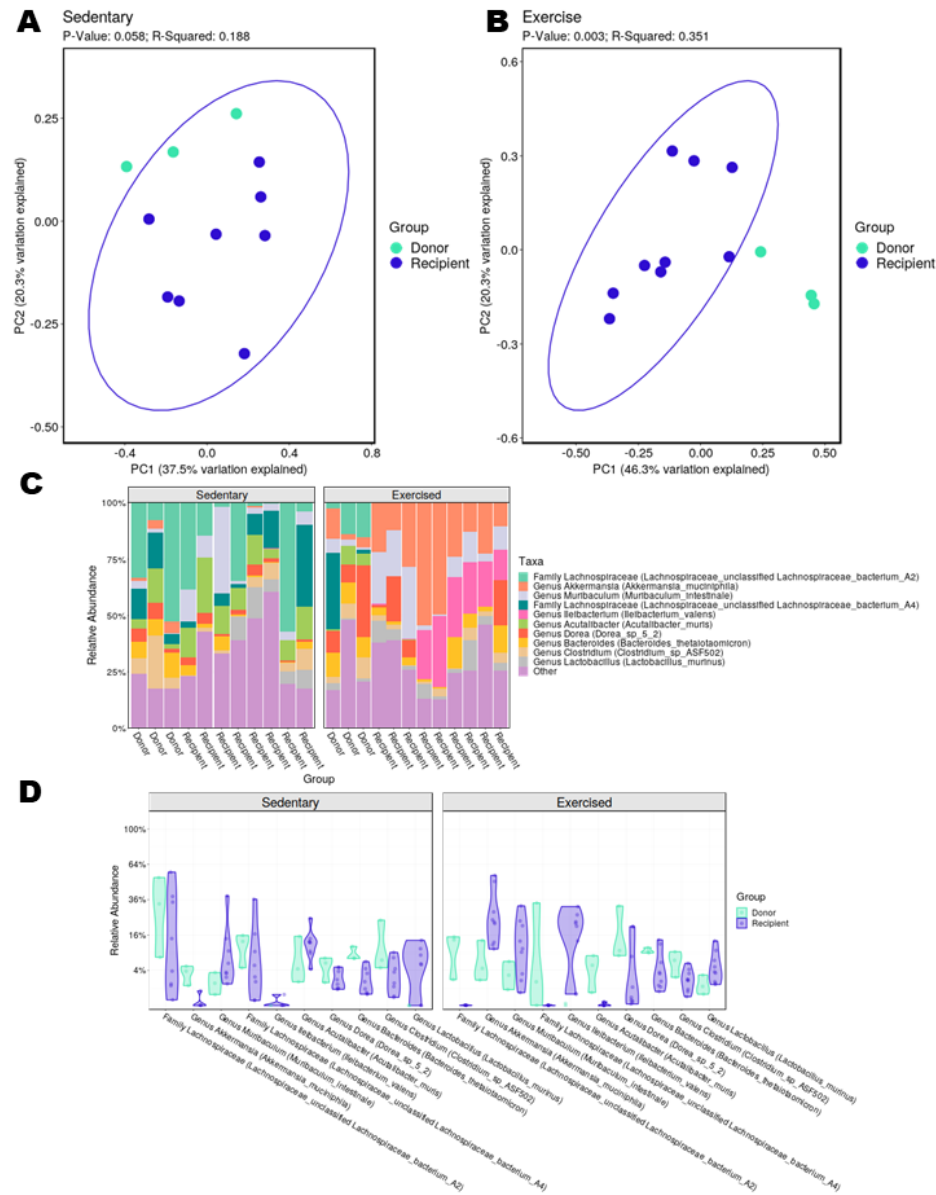 A
Sedentary
P-Value: 0.058; R-Squared: 0.188
PC2 (20.3% variation explained)
0.25
0.00
-0.25
-0.50
-0.4
0.0
0.4
0.8
PC1 (37.5% variation explained)
Group
Donor
Recipient
B
Exercise
P-Value: 0.003; R-Squared: 0.351
PC2 (20.3% variation explained)
0.6
0.3
0.0
-0.3
-0.6
-0.50
-0.25
0.00
0.25
0.50
PC1 (46.3% variation explained)
Group
Donor
Recipient
C
Sedentary
Exercised
Relative Abundance
100%
75%
50%
25%
0%
Donor
Donor
Donor
Recipient
Recipient
Recipient
Recipient
Recipient
Recipient
Recipient
Recipient
Donor
Donor
Donor
Recipient
Recipient
Recipient
Recipient
Recipient
Recipient
Recipient
Recipient
Recipient
Group
Taxa
Family Lachnospiraceae (Lachnospiraceae_unclassified Lachnospiraceae_bacterium_A2)
Genus Akkermansia (Akkermansia_muciniphila)
Genus Muribaculum (Muribaculum_intestinale)
Family Lachnospiraceae (Lachnospiraceae_unclassified Lachnospiraceae_bacterium_A4)
Genus Ileibacterium (Ileibacterium_valens)
Genus Acutalibacter (Acutalibacter_muris)
Genus Dorea (Dorea_sp_5_2)
Genus Bacteroides (Bacteroides_thetaiotaomicron)
Genus Clostridium (Clostridium_sp_ASF502)
Genus Lactobacillus (Lactobacillus_murinus)
Other
D
Sedentary
Exercised
Relative Abundance
100%
64%
36%
16%
4%
Family Lachnospiraceae (Lachnospiraceae_unclassified Lachnospiraceae_bacterium_A2)
Genus Akkermansia (Akkermansia_muciniphila)
Genus Muribaculum (Muribaculum_intestinale)
Family Lachnospiraceae (Lachnospiraceae_unclassified Lachnospiraceae_bacterium_A4)
Genus Ileibacterium (Ileibacterium_valens)
Genus Acutalibacter (Acutalibacter_muris)
Genus Dorea (Dorea_sp_5_2)
Genus Bacteroides (Bacteroides_thetaiotaomicron)
Genus Clostridium (Clostridium_sp_ASF502)
Genus Lactobacillus (Lactobacillus_murinus)
Family Lachnospiraceae (Lachnospiraceae_unclassified Lachnospiraceae_bacterium_A2)
Genus Akkermansia (Akkermansia_muciniphila)
Genus Muribaculum (Muribaculum_intestinale)
Family Lachnospiraceae (Lachnospiraceae_unclassified Lachnospiraceae_bacterium_A4)
Genus Ileibacterium (Ileibacterium_valens)
Genus Acutalibacter (Acutalibacter_muris)
Genus Dorea (Dorea_sp_5_2)
Genus Bacteroides (Bacteroides_thetaiotaomicron)
Genus Clostridium (Clostridium_sp_ASF502)
Genus Lactobacillus (Lactobacillus_murinus)
Group
Donor
Recipient